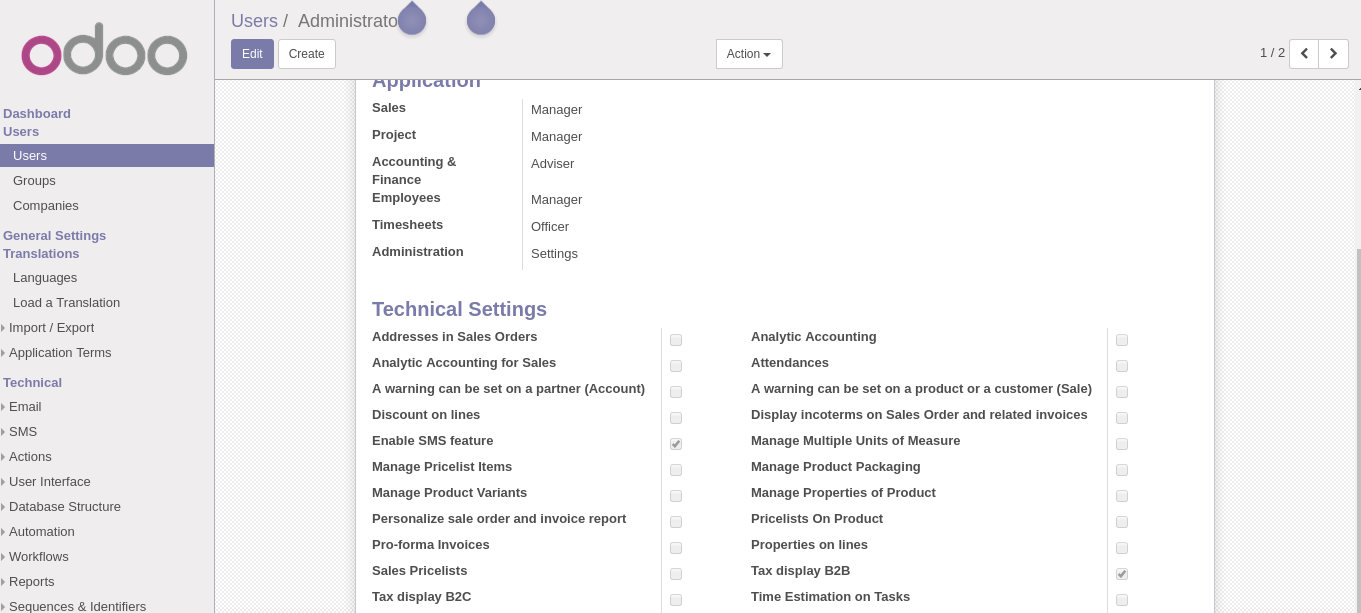 odoo
Dashboard
Users
Users
Groups
Companies
General Settings
Translations
Languages
Load a Translation
Import / Export
Application Terms
Technical
Email
SMS
Actions
User Interface
Database Structure
Automation
Workflows
Reports
Sequences & Identifiers
Users / Administrato
Edit Create
Action
1 / 2
Application
Sales Manager
Project Manager
Accounting & Adviser
Finance
Employees Manager
Timesheets Officer
Administration Settings
Technical Settings
Addresses in Sales Orders Analytic Accounting
Analytic Accounting for Sales Attendances
A warning can be set on a partner (Account) A warning can be set on a product or a customer (Sale)
Discount on lines Display incoterms on Sales Order and related invoices
Enable SMS feature Manage Multiple Units of Measure
Manage Pricelist Items Manage Product Packaging
Manage Product Variants Manage Properties of Product
Personalize sale order and invoice report Pricelists On Product
Pro-forma Invoices Properties on lines
Sales Pricelists Tax display B2B
Tax display B2C Time Estimation on Tasks